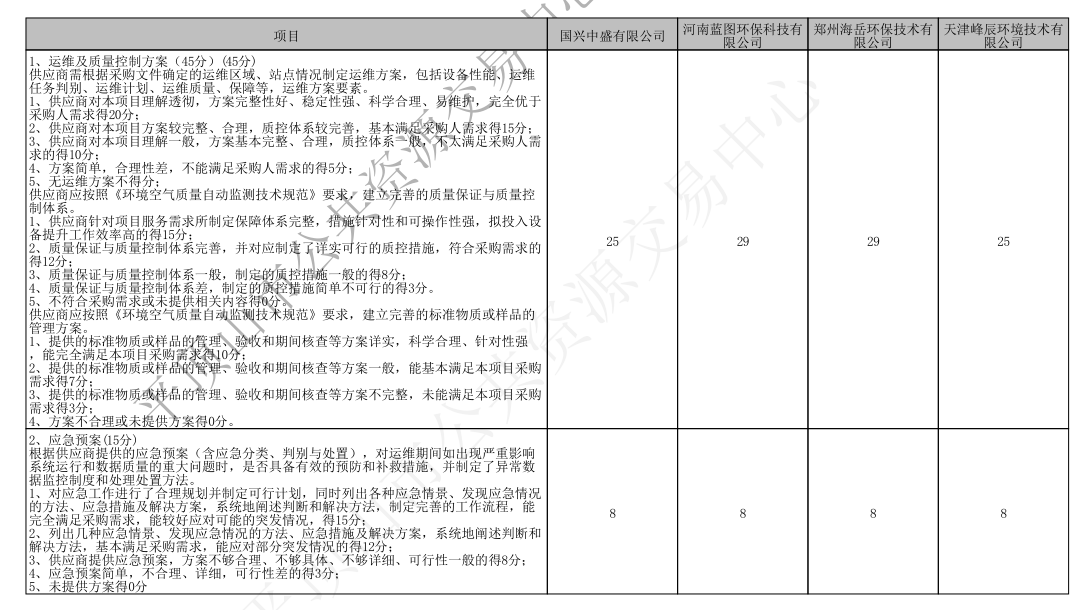 项目
国兴中盛有限公司
河南蓝图环保科技有
限公司
郑州海岳环保技术有
限公司
天津峰辰环境技术有
限公司
1、运维及质量控制方案（45分）(45分)
供应商需根据采购文件确定的运维区域、站点情况制定运维方案，包括设备性能、运维
任务判别、运维计划、运维质量、保障等，运维方案要素。
1、供应商对本项目理解透彻，方案完整性好、稳定性强、科学合理、易维护，完全优于
采购人需求得20分；
2、供应商对本项目方案较完整、合理，质控体系较完善，基本满足采购人需求得15分；
3、供应商对本项目理解一般，方案基本完整、合理，质控体系一般，不太满足采购人需
求的得10分；
4、方案简单，合理性差，不能满足采购人需求的得5分；
5、无运维方案不得分；
供应商应按照《环境空气质量自动监测技术规范》要求，建立完善的质量保证与质量控
制体系。
1、供应商针对项目服务需求所制定保障体系完整，措施针对性和可操作性强，拟投入设
备提升工作效率高的得15分；
2、质量保证与质量控制体系完善，并对应制定了详实可行的质控措施，符合采购需求的
得12分；
3、质量保证与质量控制体系一般，制定的质控措施一般的得8分；
4、质量保证与质量控制体系差，制定的质控措施简单不可行的得3分。
5、不符合采购需求或未提供相关内容得0分。
供应商应按照《环境空气质量自动监测技术规范》要求，建立完善的标准物质或样品的
管理方案。
1、提供的标准物质或样品的管理、验收和期间核查等方案详实，科学合理、针对性强
，能完全满足本项目采购需求得10分；
2、提供的标准物质或样品的管理、验收和期间核查等方案一般，能基本满足本项目采购
需求得7分；
3、提供的标准物质或样品的管理、验收和期间核查等方案不完整，未能满足本项目采购
需求得3分；
4、方案不合理或未提供方案得0分。
25
29
29
25
2、应急预案(15分)
根据供应商提供的应急预案（含应急分类、判别与处置），对运维期间如出现严重影响
系统运行和数据质量的重大问题时，是否具备有效的预防和补救措施，并制定了异常数
据监控制度和处理处置方法。
1、对应急工作进行了合理规划并制定可行计划，同时列出各种应急情景、发现应急情况
的方法、应急措施及解决方案，系统地阐述判断和解决方法，制定完善的工作流程，能
完全满足采购需求，能较好应对可能的突发情况，得15分；
2、列出几种应急情景、发现应急情况的方法、应急措施及解决方案，系统地阐述判断和
解决方法，基本满足采购需求，能应对部分突发情况的得12分；
3、供应商提供应急预案，方案不够合理、不够具体、不够详细、可行性一般的得8分；
4、应急预案简单，不合理、详细，可行性差的得3分；
5、未提供方案得0分
8
8
8
8
平顶山市公共资源交易中心
平顶山市公共资源交易中心